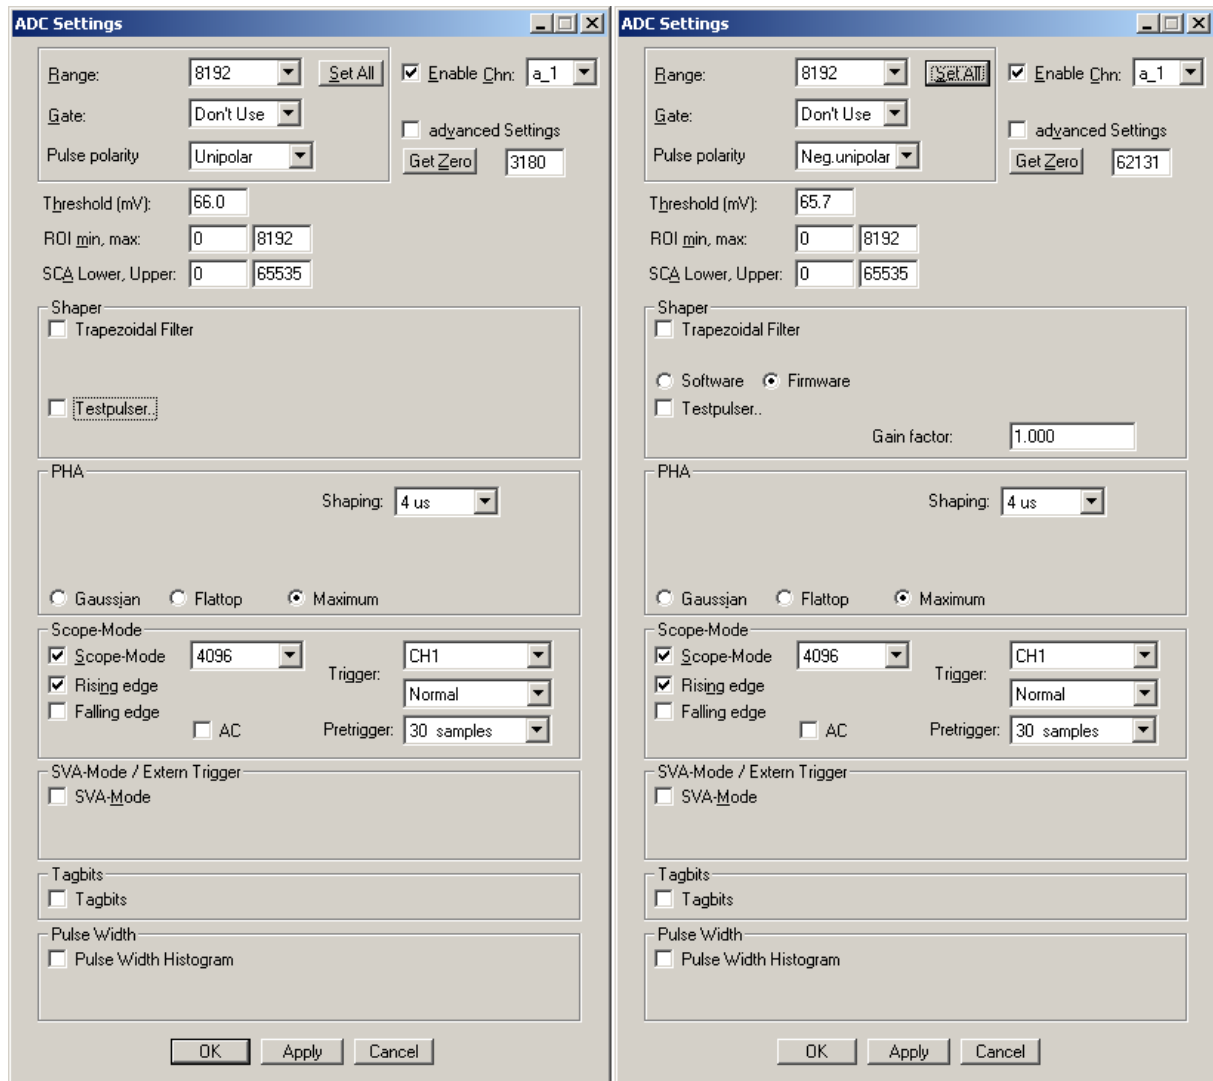 ADC Settings
Range: 8192 Set All Enable Chn: a_1
Gate: Don't Use
advanced Settings
Pulse polarity Unipolar Get Zero 3180
Threshold (mV): 66.0
ROI min, max: 0 8192
SCA Lower, Upper: 0 65535
Shaper
Trapezoidal Filter
Testpulser..
PHA
Shaping: 4 us
Gaussian Flattop Maximum
Scope-Mode
Scope-Mode 4096 Trigger: CH1
Rising edge Normal
Falling edge
AC Pretrigger: 30 samples
SVA-Mode / Extern Trigger
SVA-Mode
Tagbits
Tagbits
Pulse Width
Pulse Width Histogram
OK Apply Cancel
ADC Settings
Range: 8192 Set All Enable Chn: a_1
Gate: Don't Use
advanced Settings
Pulse polarity Neg.unipolar Get Zero 62131
Threshold (mV): 65.7
ROI min, max: 0 8192
SCA Lower, Upper: 0 65535
Shaper
Trapezoidal Filter
Software Firmware
Testpulser..
Gain factor: 1.000
PHA
Shaping: 4 us
Gaussian Flattop Maximum
Scope-Mode
Scope-Mode 4096 Trigger: CH1
Rising edge Normal
Falling edge
AC Pretrigger: 30 samples
SVA-Mode / Extern Trigger
SVA-Mode
Tagbits
Tagbits
Pulse Width
Pulse Width Histogram
OK Apply Cancel